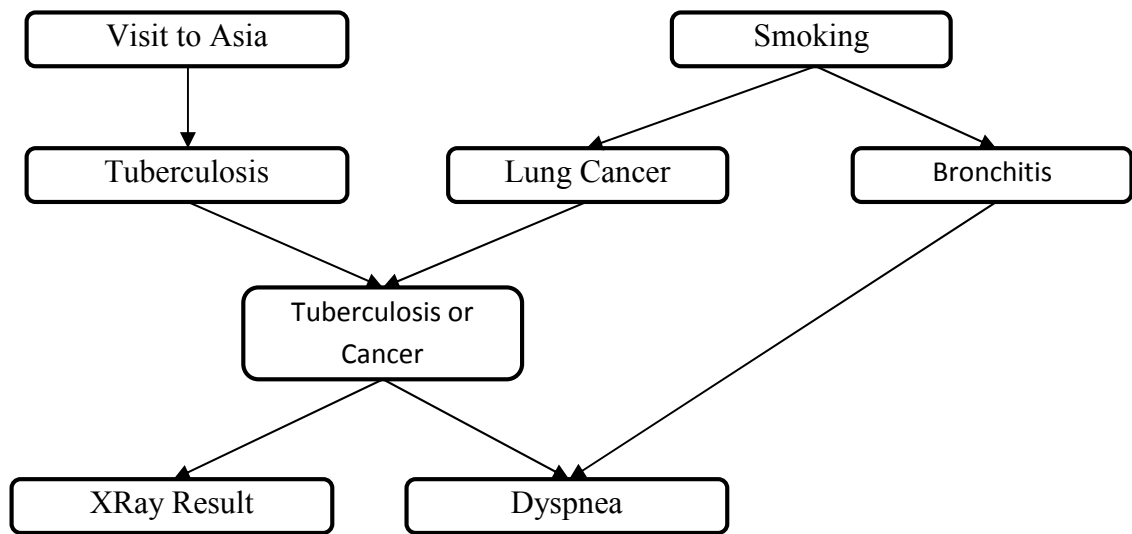 Visit to Asia
Smoking
Tuberculosis
Lung Cancer
Bronchitis
Tuberculosis or
Cancer
XRay Result
Dyspnea